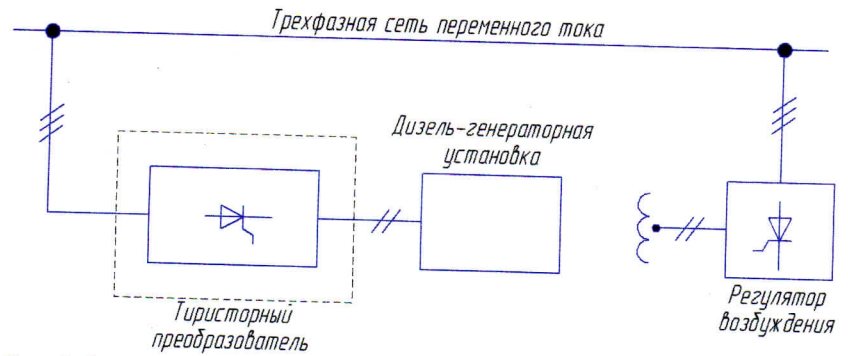 Трехфазная сеть переменного тока
Дизель-генераторная
установка
Тиристорный
преобразователь
Регулятор
возбуждения